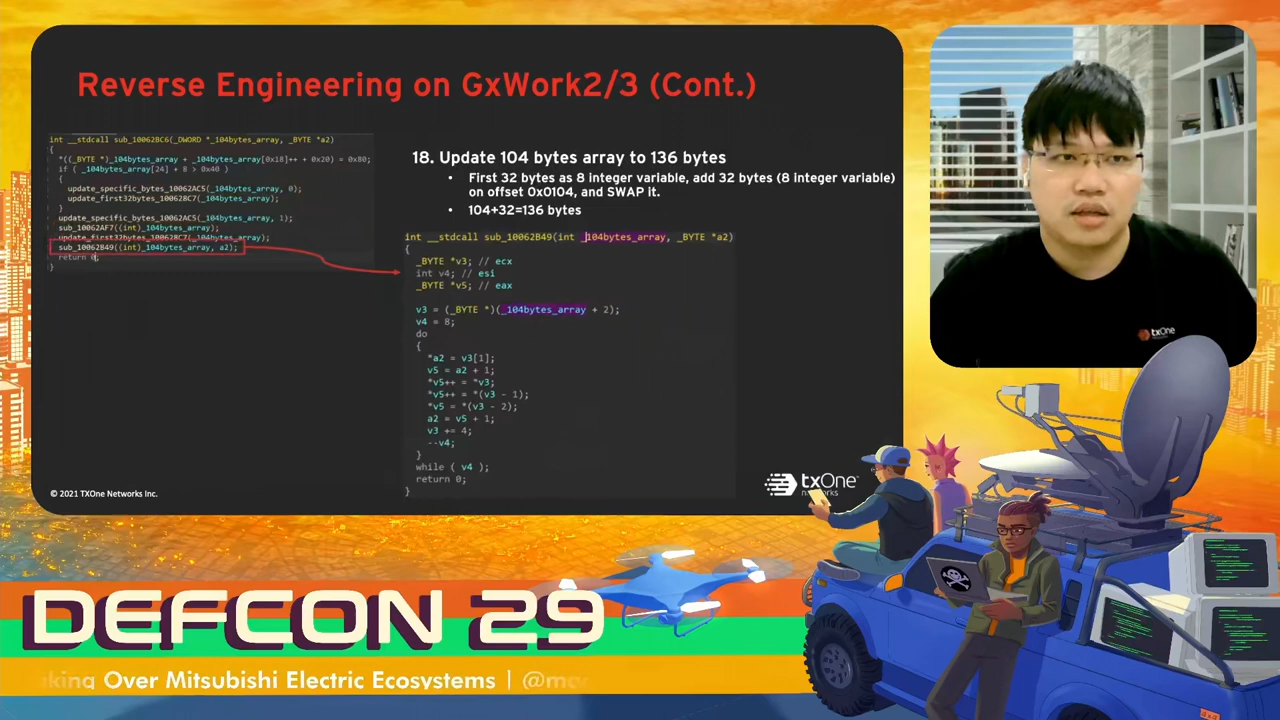 Reverse Engineering on GxWork2/3 (Cont.)
int __stdcall sub_10062BC6(_DWORD *_104bytes_array, _BYTE *a2)
{
*((_BYTE *)_104bytes_array + _104bytes_array[0x18]++ + 0x20) = 0x80;
if ( _104bytes_array[24] + 8 > 0x40 )
{
update_specific_bytes_10062AC5(_104bytes_array, 0);
update_first32bytes_100628C7(_104bytes_array);
}
update_specific_bytes_10062AC5(_104bytes_array, 1);
sub_10062AF7((int)_104bytes_array);
update_first32bytes_100628C7(_104bytes_array);
sub_10062B49((int)_104bytes_array, a2);
return 0;
}
18. Update 104 bytes array to 136 bytes
• First 32 bytes as 8 integer variable, add 32 bytes (8 integer variable)
on offset 0x0104, and SWAP it.
• 104+32=136 bytes
int __stdcall sub_10062B49(int _104bytes_array, _BYTE *a2)
{
_BYTE *v3; // ecx
int v4; // esi
_BYTE *v5; // eax
v3 = (_BYTE *)(_104bytes_array + 2);
v4 = 8;
do
{
*a2 = v3[1];
v5 = a2 + 1;
*v5++ = *v3;
*v5++ = *(v3 - 1);
*v5 = *(v3 - 2);
a2 = v5 + 1;
v3 += 4;
--v4;
}
while ( v4 );
return 0;
}
© 2021 TXOne Networks Inc.
txOne™
networks
txOne
DEFCON 29
king Over Mitsubishi Electric Ecosystems | @mo